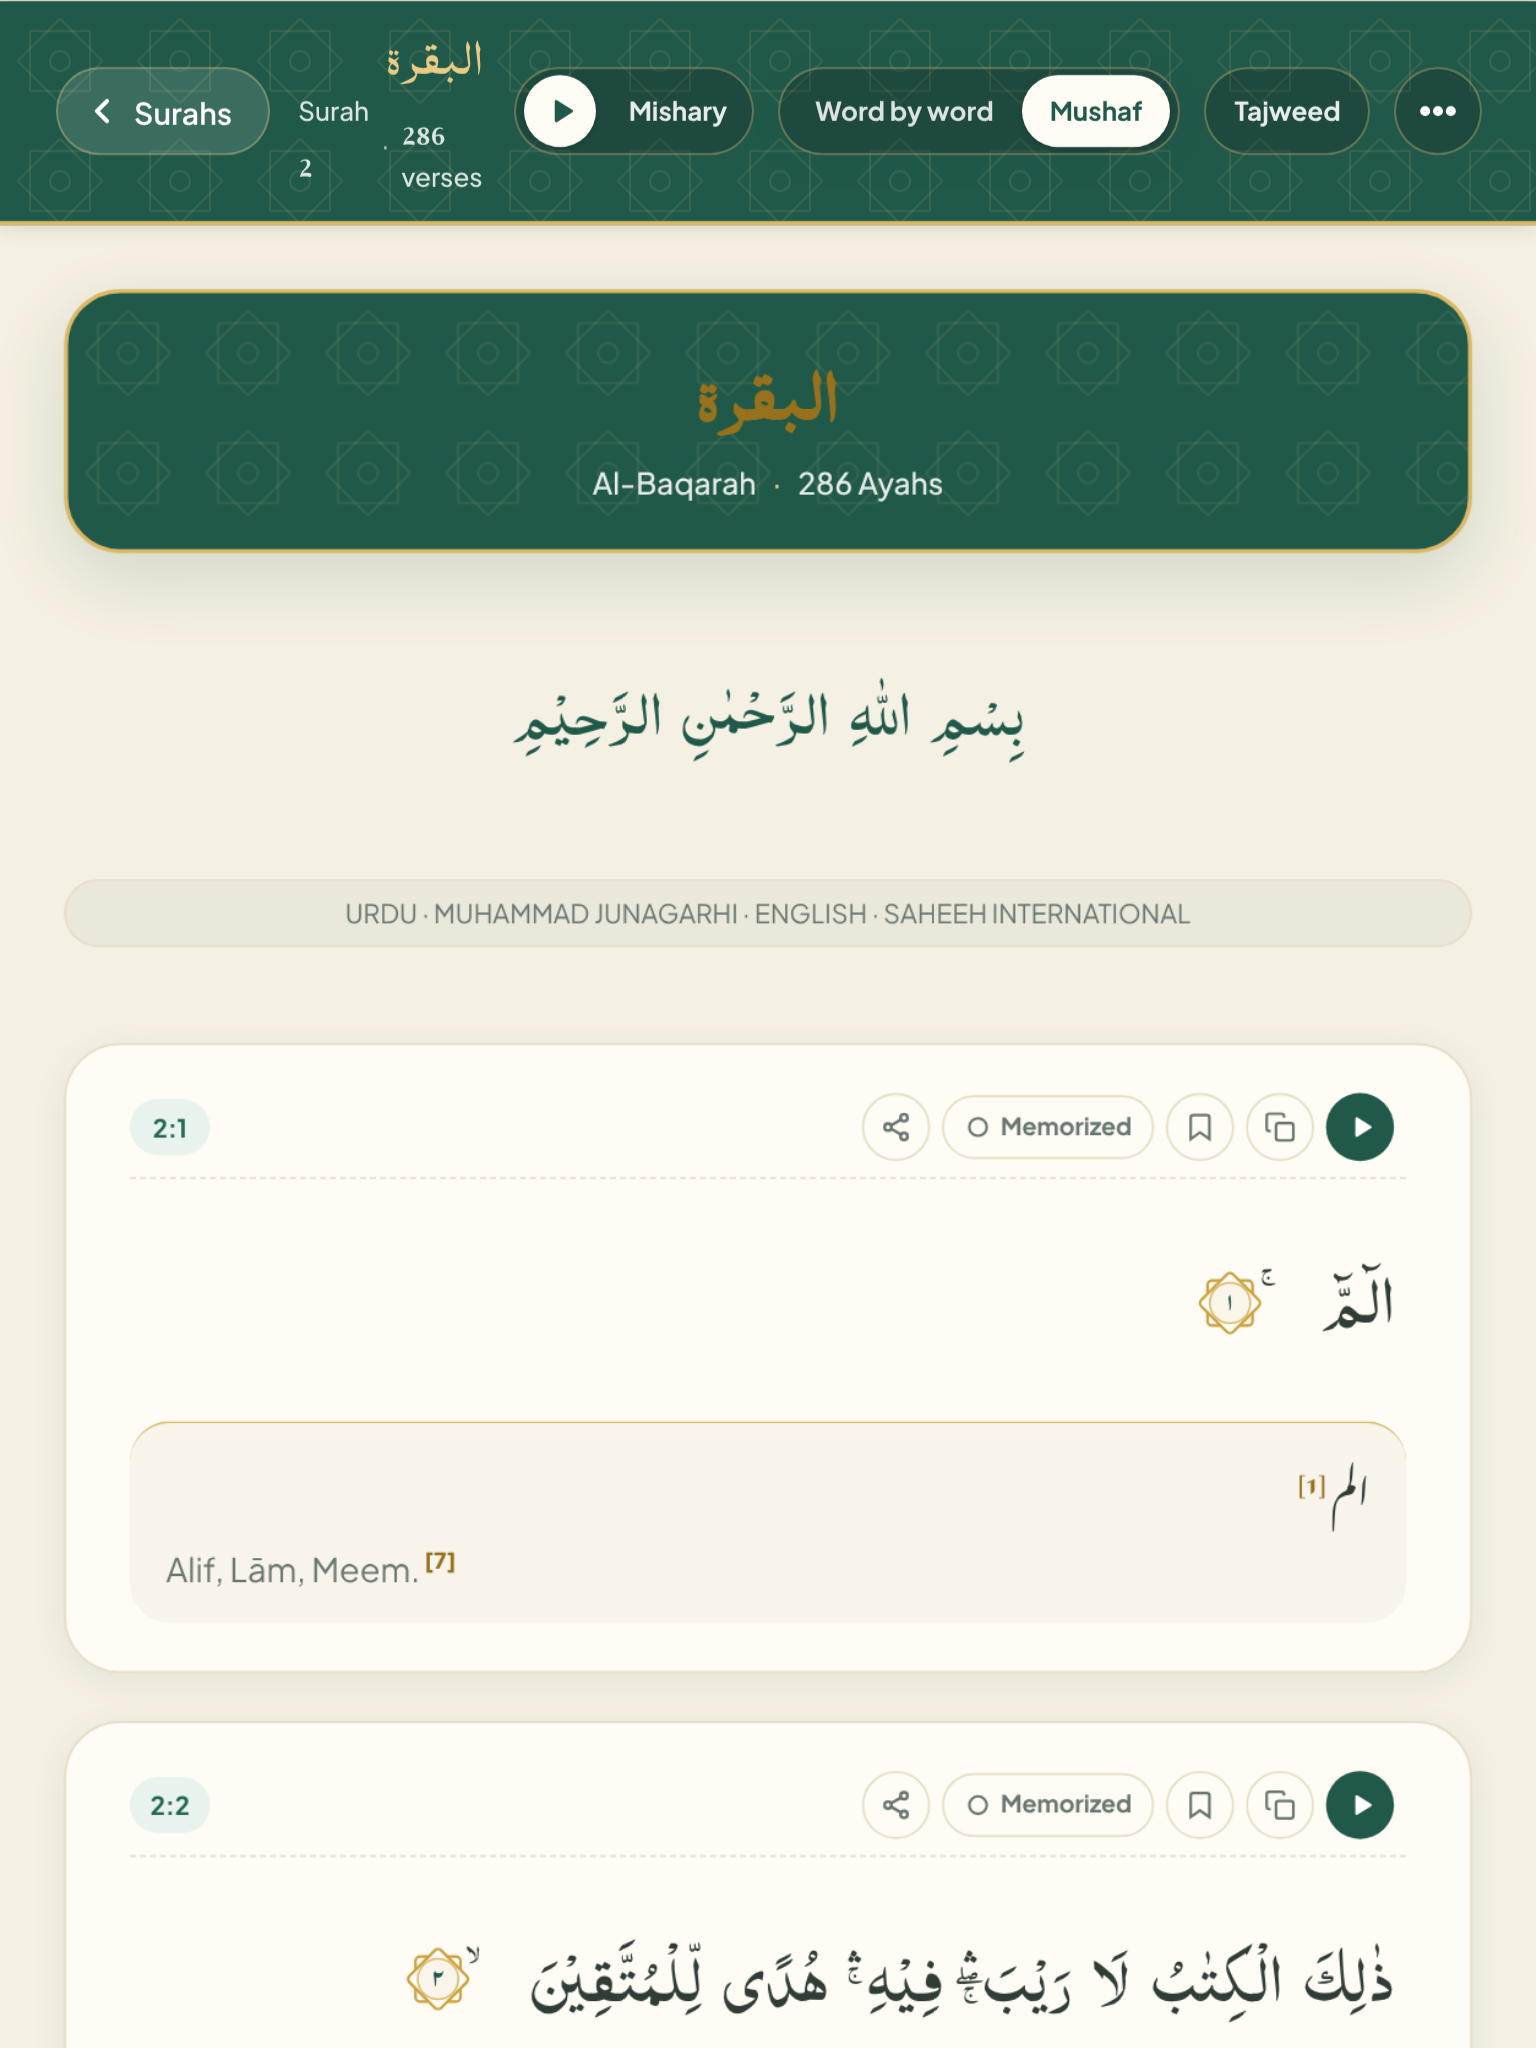 Surahs
البقرة
Surah 2 · 286 verses
Mishary
Word by word
Mushaf
Tajweed
البقرة
Al-Baqarah · 286 Ayahs
بِسْمِ اللّٰهِ الرَّحْمٰنِ الرَّحِيْمِ
URDU · MUHAMMAD JUNAGARHI · ENGLISH · SAHEEH INTERNATIONAL
2:1
Memorized
الٓمّٓ ۚ ١
الم [1]
Alif, Lām, Meem. [7]
2:2
Memorized
ذٰلِكَ الْكِتٰبُ لَا رَيْبَ ۛۖۚ فِيْهِ ۛۚ هُدًى لِّلْمُتَّقِيْنَ ۙ ٢